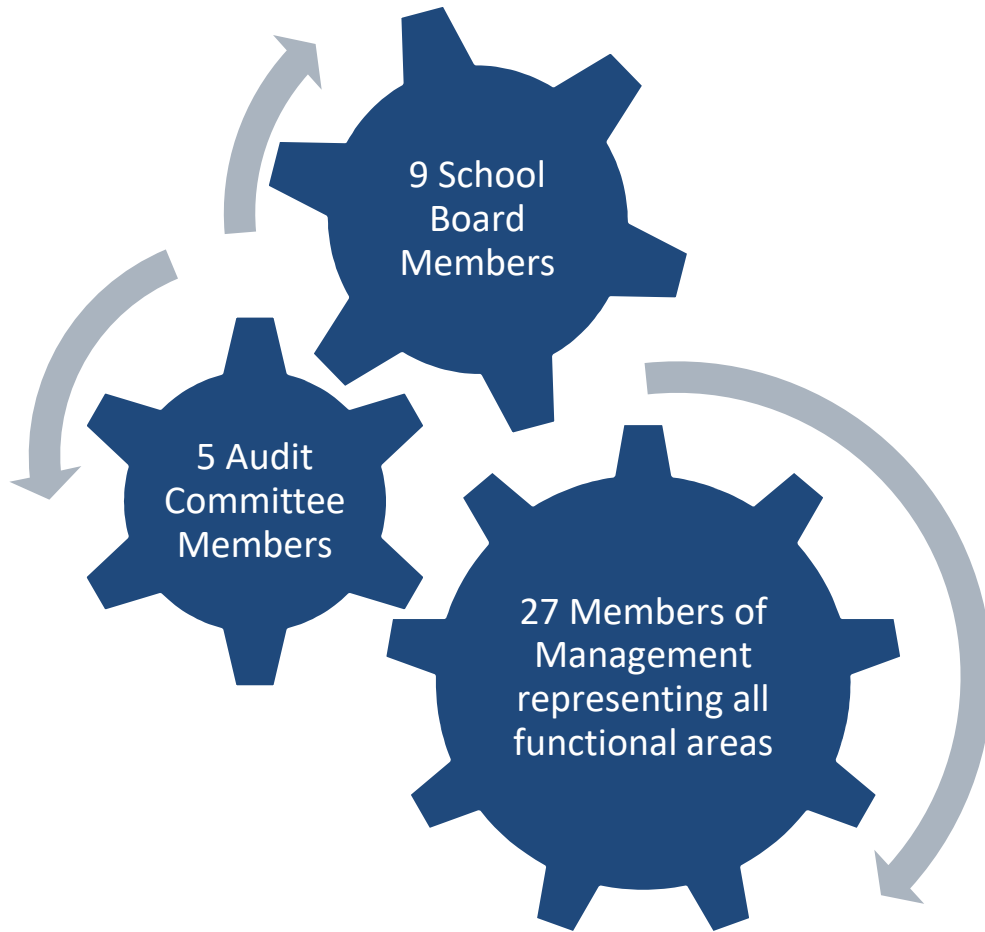 9 School
Board
Members
5 Audit
Committee
Members
27 Members of
Management
representing all
functional areas